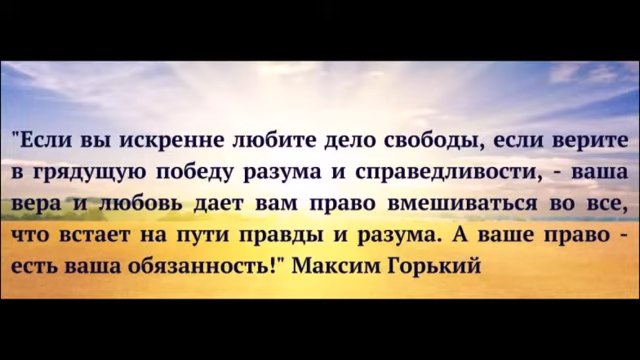 "Если вы искренне любите дело свободы, если верите
в грядущую победу разума и справедливости, - ваша
вера и любовь дает вам право вмешиваться во все,
что встает на пути правды и разума. А ваше право -
есть ваша обязанность!" Максим Горький